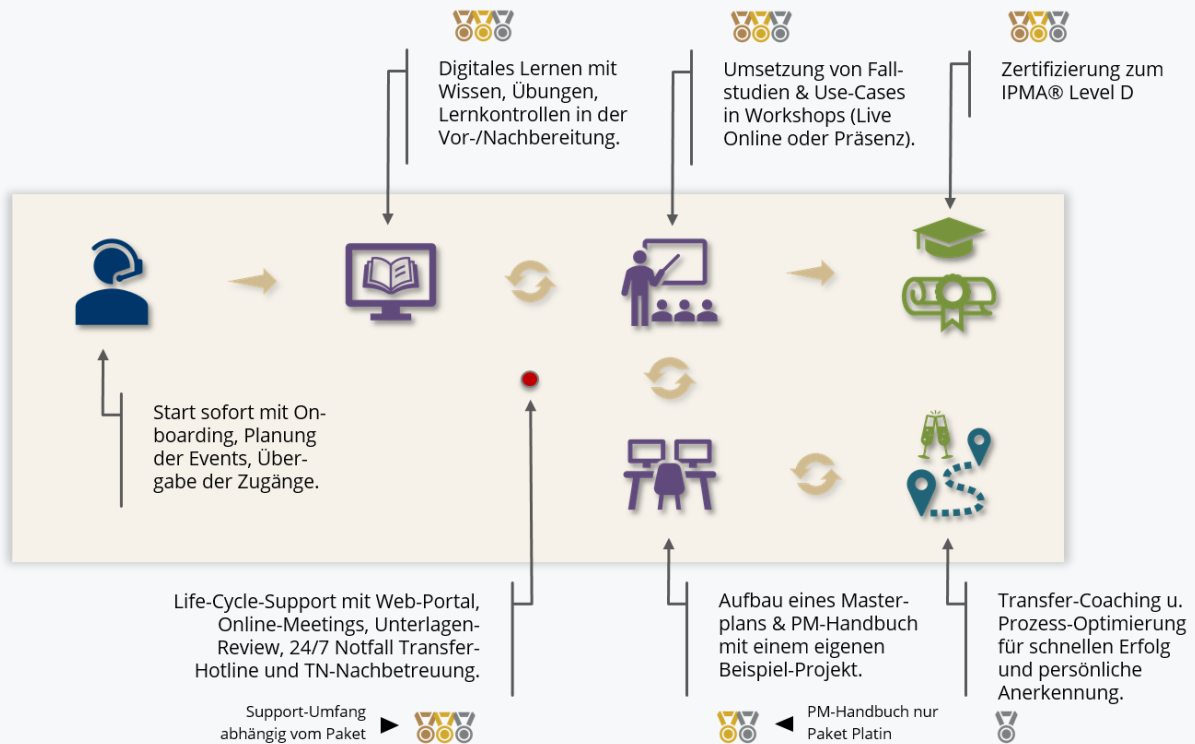 Digitales Lernen mit
Wissen, Übungen,
Lernkontrollen in der
Vor-/Nachbereitung.
Umsetzung von Fall-
studien & Use-Cases
in Workshops (Live
Online oder Präsenz).
Zertifizierung zum
IPMA® Level D
Start sofort mit On-
boarding, Planung
der Events, Über-
gabe der Zugänge.
Life-Cycle-Support mit Web-Portal,
Online-Meetings, Unterlagen-
Review, 24/7 Notfall Transfer-
Hotline und TN-Nachbetreuung.
Support-Umfang
abhängig vom Paket
Aufbau eines Master-
plans & PM-Handbuch
mit einem eigenen
Beispiel-Projekt.
PM-Handbuch nur
Paket Platin
Transfer-Coaching u.
Prozess-Optimierung
für schnellen Erfolg
und persönliche
Anerkennung.